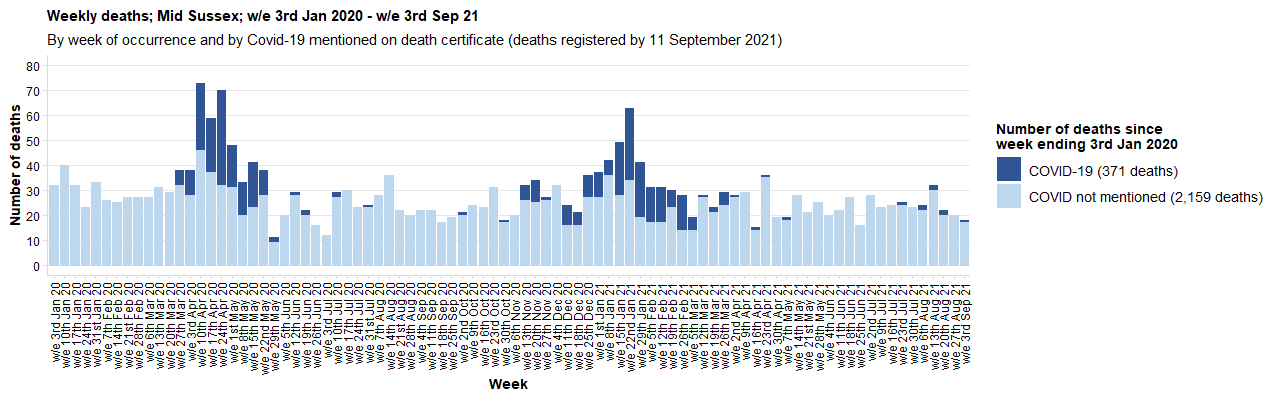 Weekly deaths; Mid Sussex; w/e 3rd Jan 2020 - w/e 3rd Sep 21
By week of occurrence and by Covid-19 mentioned on death certificate (deaths registered by 11 September 2021)
Number of deaths
80
70
60
50
40
30
20
10
0
w/e 3rd Jan 20
w/e 10th Jan 20
w/e 17th Jan 20
w/e 24th Jan 20
w/e 31st Jan 20
w/e 7th Feb 20
w/e 14th Feb 20
w/e 21st Feb 20
w/e 28th Feb 20
w/e 6th Mar 20
w/e 13th Mar 20
w/e 20th Mar 20
w/e 27th Mar 20
w/e 3rd Apr 20
w/e 10th Apr 20
w/e 17th Apr 20
w/e 24th Apr 20
w/e 1st May 20
w/e 8th May 20
w/e 15th May 20
w/e 22nd May 20
w/e 29th May 20
w/e 5th Jun 20
w/e 12th Jun 20
w/e 19th Jun 20
w/e 26th Jun 20
w/e 3rd Jul 20
w/e 10th Jul 20
w/e 17th Jul 20
w/e 24th Jul 20
w/e 31st Jul 20
w/e 7th Aug 20
w/e 14th Aug 20
w/e 21st Aug 20
w/e 28th Aug 20
w/e 4th Sep 20
w/e 11th Sep 20
w/e 18th Sep 20
w/e 25th Sep 20
w/e 2nd Oct 20
w/e 9th Oct 20
w/e 16th Oct 20
w/e 23rd Oct 20
w/e 30th Oct 20
w/e 6th Nov 20
w/e 13th Nov 20
w/e 20th Nov 20
w/e 27th Nov 20
w/e 4th Dec 20
w/e 11th Dec 20
w/e 18th Dec 20
w/e 25th Dec 20
w/e 1st Jan 21
w/e 8th Jan 21
w/e 15th Jan 21
w/e 22nd Jan 21
w/e 29th Jan 21
w/e 5th Feb 21
w/e 12th Feb 21
w/e 19th Feb 21
w/e 26th Feb 21
w/e 5th Mar 21
w/e 12th Mar 21
w/e 19th Mar 21
w/e 26th Mar 21
w/e 2nd Apr 21
w/e 9th Apr 21
w/e 16th Apr 21
w/e 23rd Apr 21
w/e 30th Apr 21
w/e 7th May 21
w/e 14th May 21
w/e 21st May 21
w/e 28th May 21
w/e 4th Jun 21
w/e 11th Jun 21
w/e 18th Jun 21
w/e 25th Jun 21
w/e 2nd Jul 21
w/e 9th Jul 21
w/e 16th Jul 21
w/e 23rd Jul 21
w/e 30th Jul 21
w/e 6th Aug 21
w/e 13th Aug 21
w/e 20th Aug 21
w/e 27th Aug 21
w/e 3rd Sep 21
Week
Number of deaths since
week ending 3rd Jan 2020
COVID-19 (371 deaths)
COVID not mentioned (2,159 deaths)